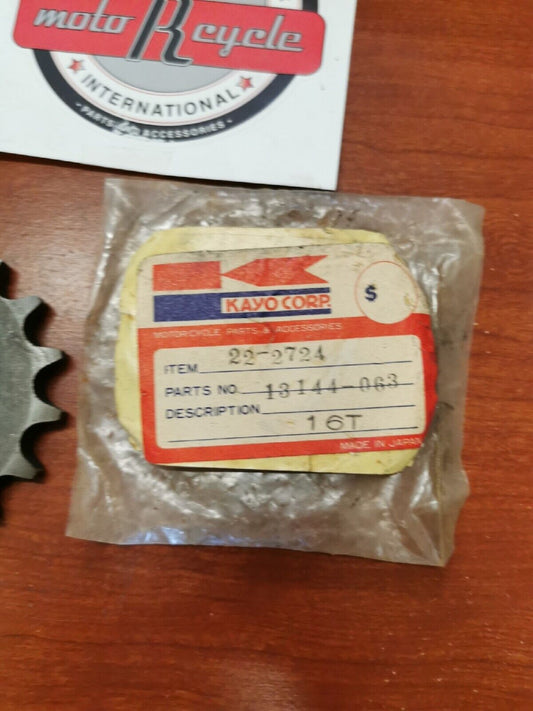 motoRcycle
INTERNATIONAL
PARTS & ACCESSORIES
KAYO CORP.
$
MOTORCYCLE PARTS & ACCESSORIES
ITEM 22-2724
PARTS NO. 13144-063
DESCRIPTION
16T
MADE IN JAPAN